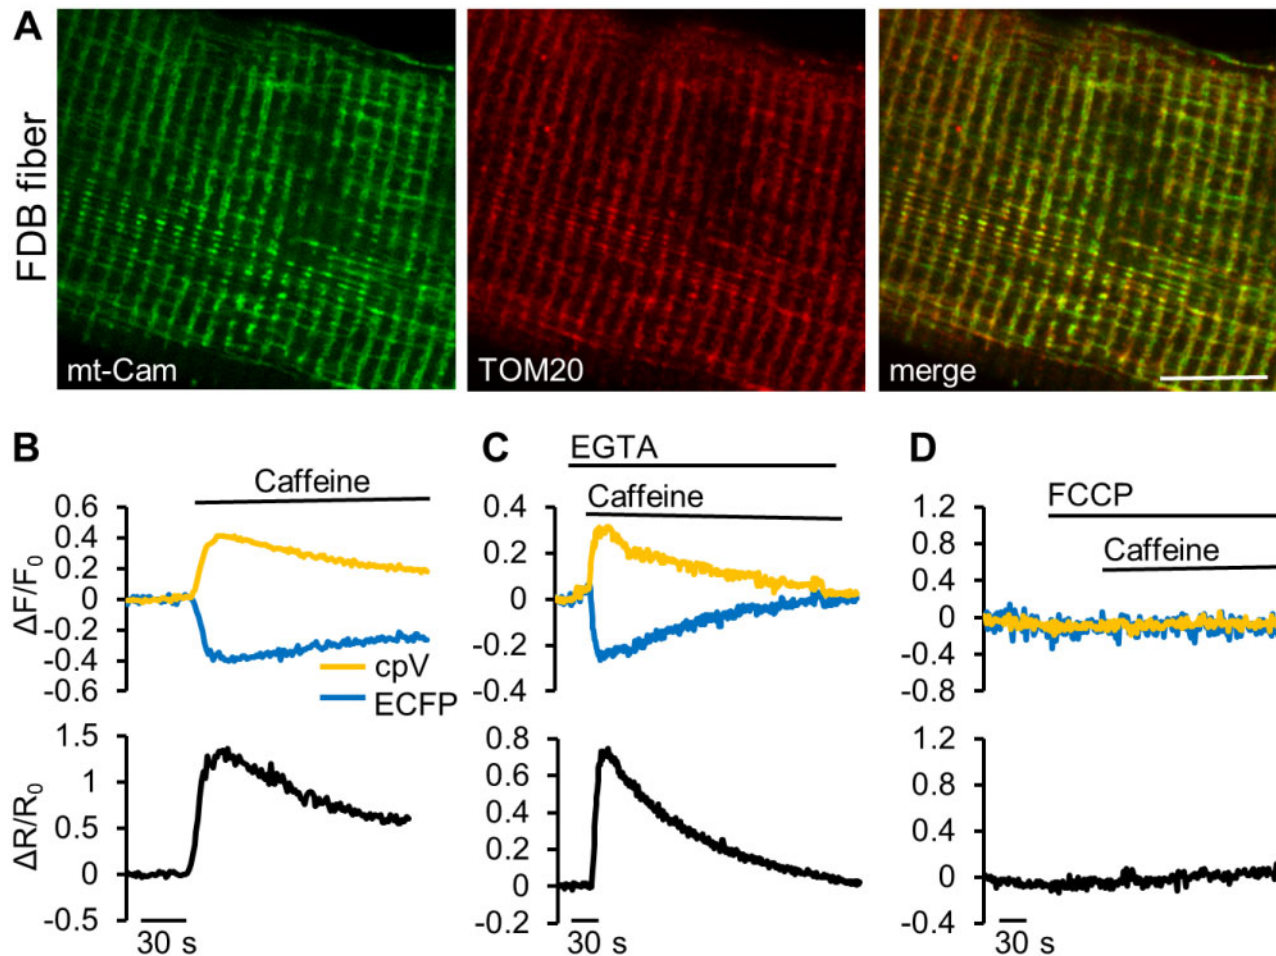 A
FDB fiber
mt-Cam
TOM20
merge
B
Caffeine
0.6
0.4
0.2
0
-0.2
-0.4
-0.6
ΔF/F0
cpV
ECFP
1.5
1
0.5
0
-0.5
ΔR/R0
30 s
C
EGTA
Caffeine
0.4
0.2
0
-0.2
-0.4
0.8
0.6
0.4
0.2
0
-0.2
30 s
D
FCCP
Caffeine
1.2
0.8
0.4
0
-0.4
-0.8
1.2
0.8
0.4
0
-0.4
30 s